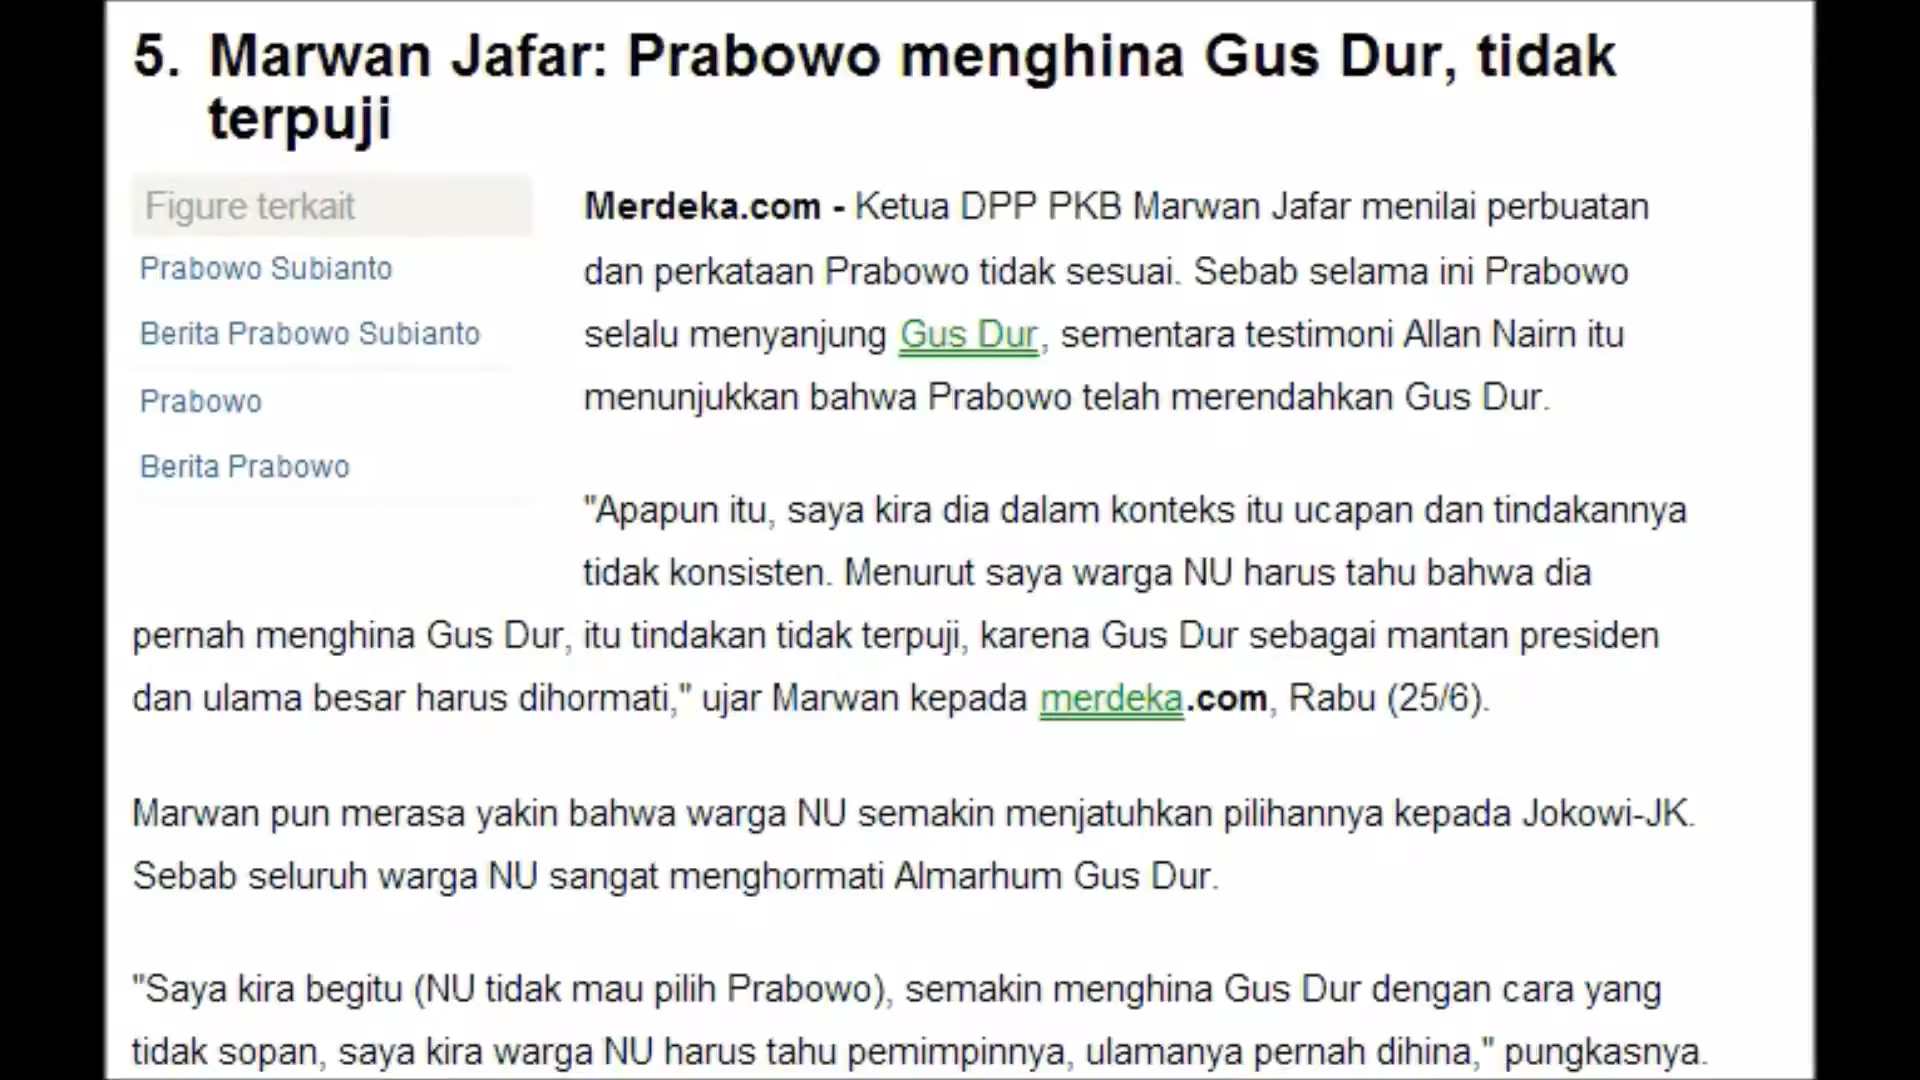 5. Marwan Jafar: Prabowo menghina Gus Dur, tidak
terpuji
Figure terkait
Prabowo Subianto
Berita Prabowo Subianto
Prabowo
Berita Prabowo
Merdeka.com - Ketua DPP PKB Marwan Jafar menilai perbuatan
dan perkataan Prabowo tidak sesuai. Sebab selama ini Prabowo
selalu menyanjung Gus Dur, sementara testimoni Allan Nairn itu
menunjukkan bahwa Prabowo telah merendahkan Gus Dur.
"Apapun itu, saya kira dia dalam konteks itu ucapan dan tindakannya
tidak konsisten. Menurut saya warga NU harus tahu bahwa dia
pernah menghina Gus Dur, itu tindakan tidak terpuji, karena Gus Dur sebagai mantan presiden
dan ulama besar harus dihormati," ujar Marwan kepada merdeka.com, Rabu (25/6).
Marwan pun merasa yakin bahwa warga NU semakin menjatuhkan pilihannya kepada Jokowi-JK.
Sebab seluruh warga NU sangat menghormati Almarhum Gus Dur.
"Saya kira begitu (NU tidak mau pilih Prabowo), semakin menghina Gus Dur dengan cara yang
tidak sopan, saya kira warga NU harus tahu pemimpinnya, ulamanya pernah dihina," pungkasnya.